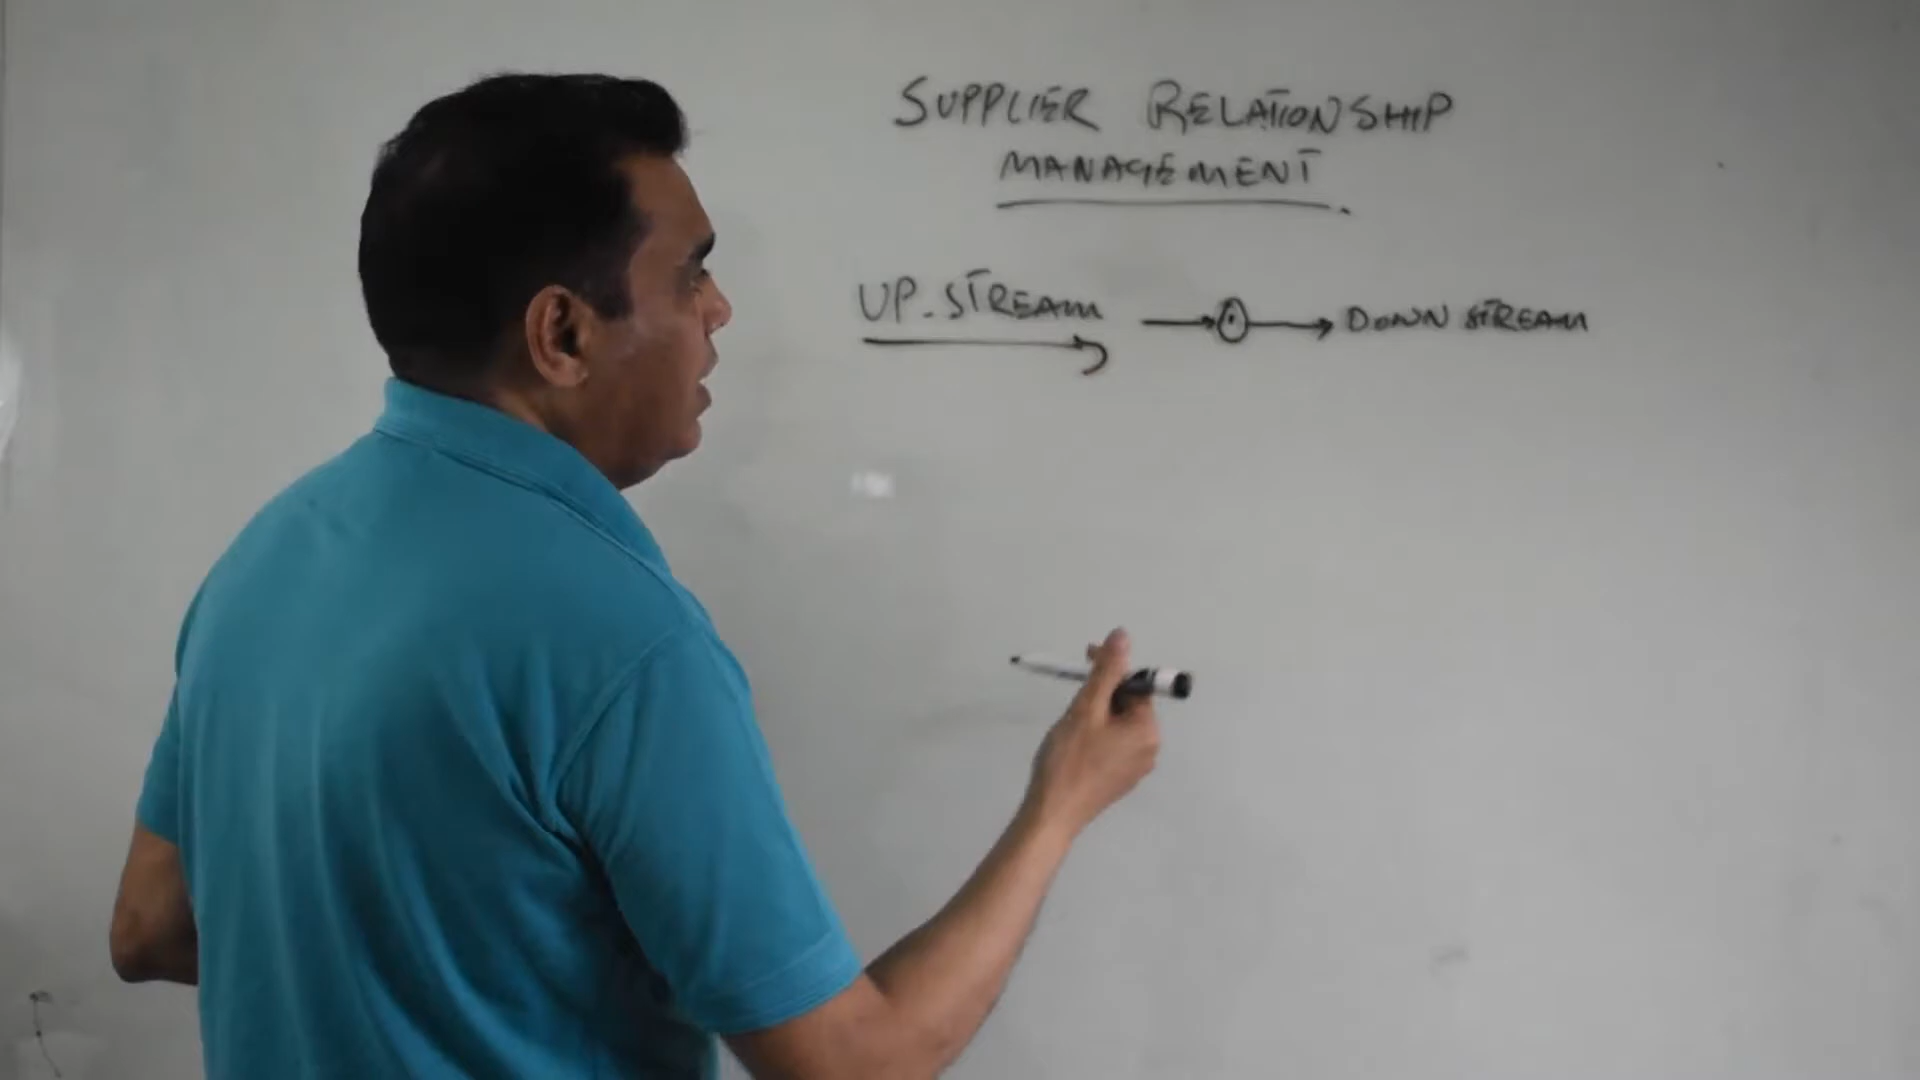 SUPPLIER RELATIONSHIP
MANAGEMENT
UP-STREAM → ⊙ → DOWN STREAM